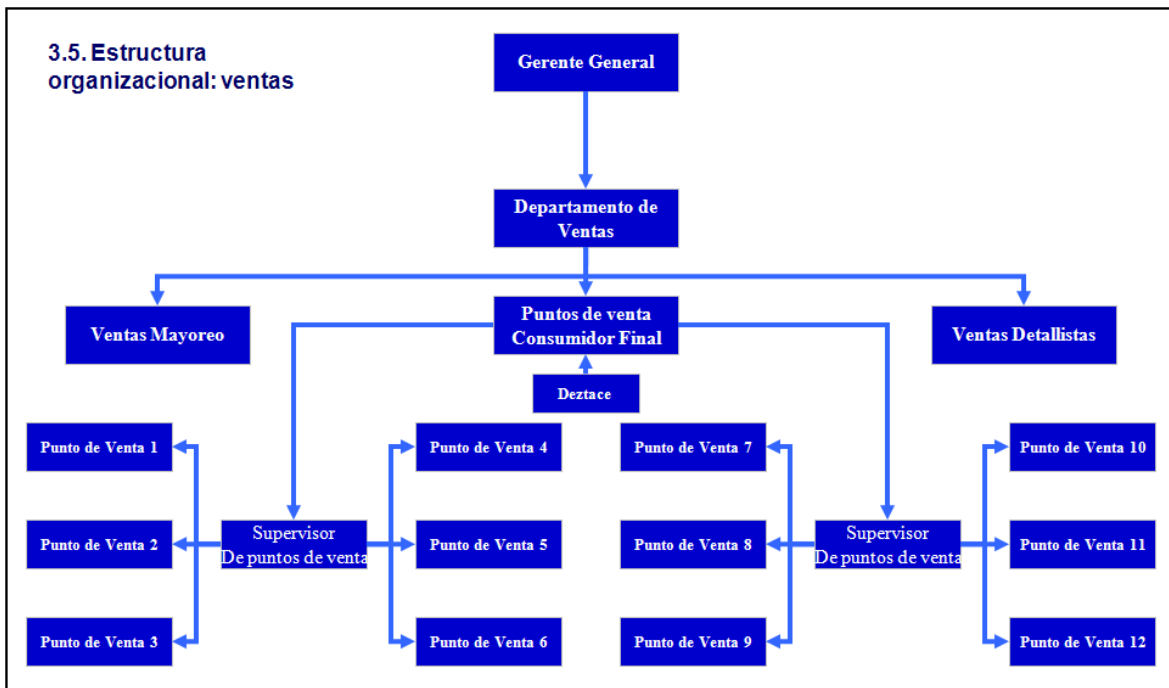 3.5. Estructura
organizacional: ventas
Gerente General
Departamento de
Ventas
Ventas Mayoreo
Puntos de venta
Consumidor Final
Ventas Detallistas
Deztace
Punto de Venta 1
Punto de Venta 4
Punto de Venta 7
Punto de Venta 10
Punto de Venta 2
Supervisor
De puntos de venta
Punto de Venta 5
Punto de Venta 8
Supervisor
De puntos de venta
Punto de Venta 11
Punto de Venta 3
Punto de Venta 6
Punto de Venta 9
Punto de Venta 12